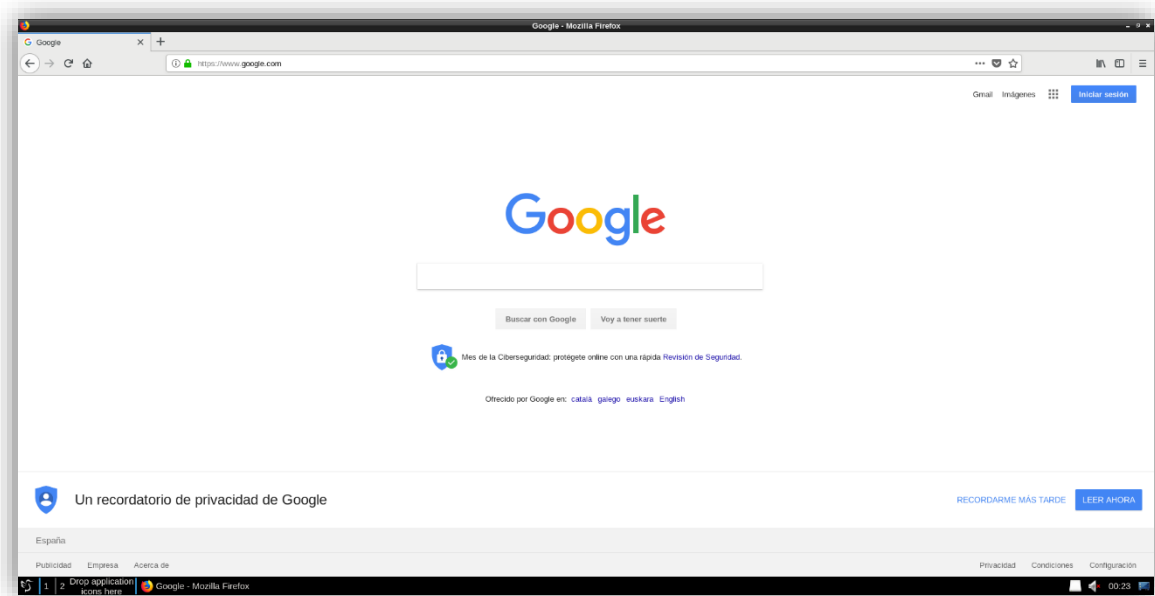 Google - Mozilla Firefox
Google
https://www.google.com
Gmail Imágenes Iniciar sesión
Google
Buscar con Google Voy a tener suerte
Mes de la Ciberseguridad: protégete online con una rápida Revisión de Seguridad.
Ofrecido por Google en: català galego euskara English
Un recordatorio de privacidad de Google RECORDARME MÁS TARDE LEER AHORA
España
Publicidad Empresa Acerca de Privacidad Condiciones Configuración
1 2 Drop application Google - Mozilla Firefox 00:23
icons here